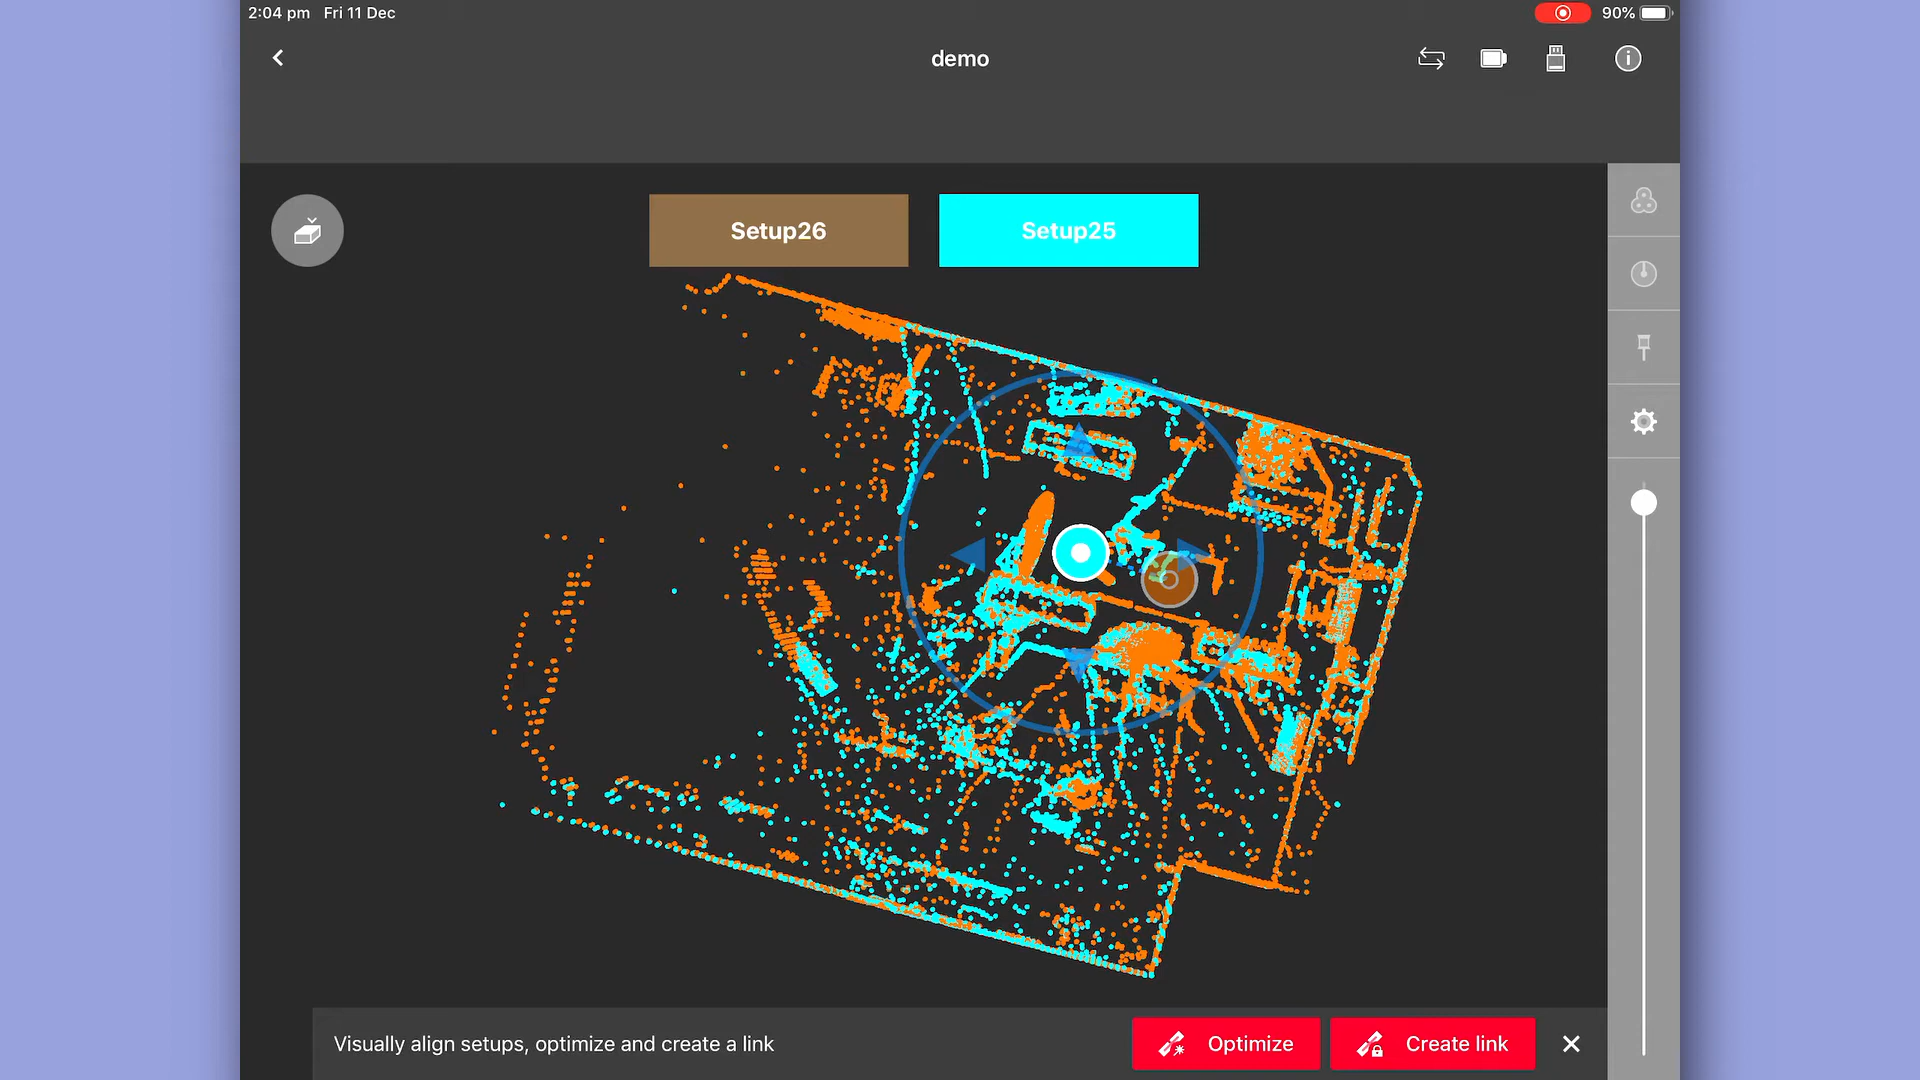 2:04 pm Fri 11 Dec
90%
demo
Setup26
Setup25
Visually align setups, optimize and create a link
Optimize
Create link